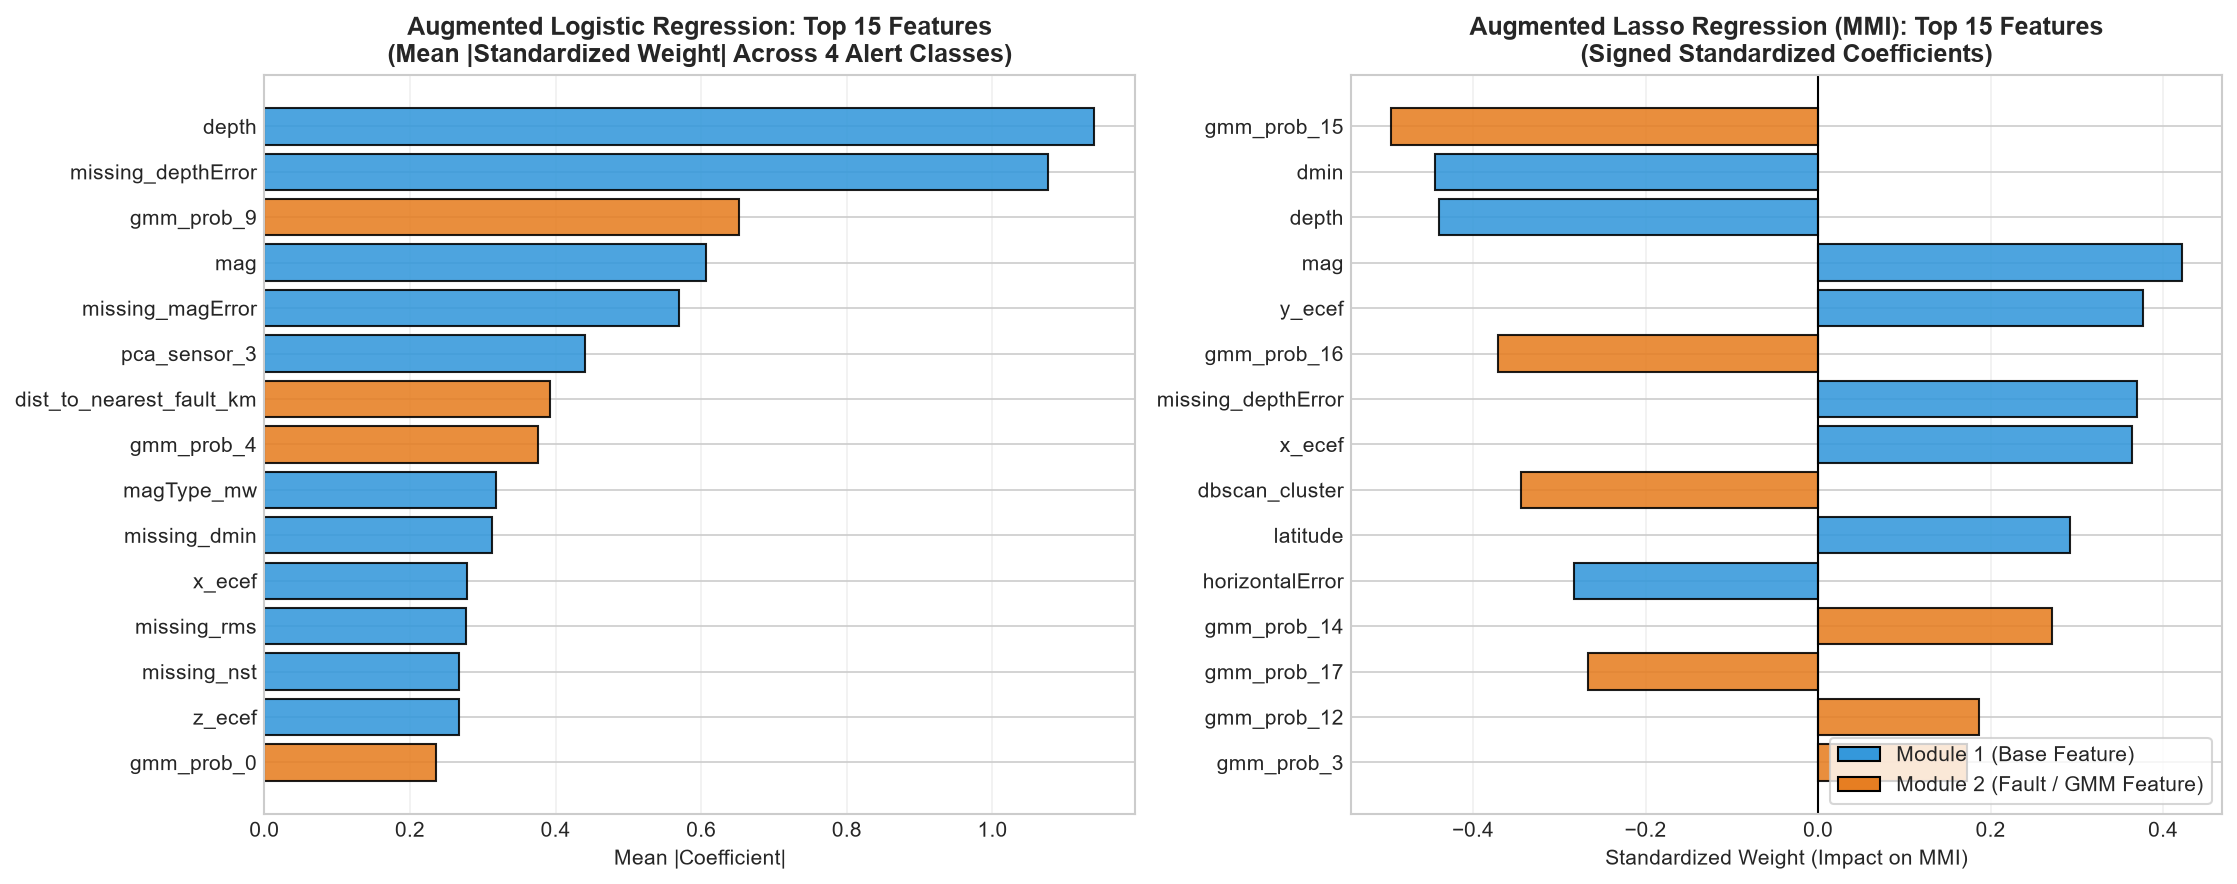 Augmented Logistic Regression: Top 15 Features
(Mean |Standardized Weight| Across 4 Alert Classes)
depth
missing_depthError
gmm_prob_9
mag
missing_magError
pca_sensor_3
dist_to_nearest_fault_km
gmm_prob_4
magType_mw
missing_dmin
x_ecef
missing_rms
missing_nst
z_ecef
gmm_prob_0
0.0 0.2 0.4 0.6 0.8 1.0
Mean |Coefficient|
Augmented Lasso Regression (MMI): Top 15 Features
(Signed Standardized Coefficients)
gmm_prob_15
dmin
depth
mag
y_ecef
gmm_prob_16
missing_depthError
x_ecef
dbscan_cluster
latitude
horizontalError
gmm_prob_14
gmm_prob_17
gmm_prob_12
gmm_prob_3
Module 1 (Base Feature)
Module 2 (Fault / GMM Feature)
−0.4 −0.2 0.0 0.2 0.4
Standardized Weight (Impact on MMI)